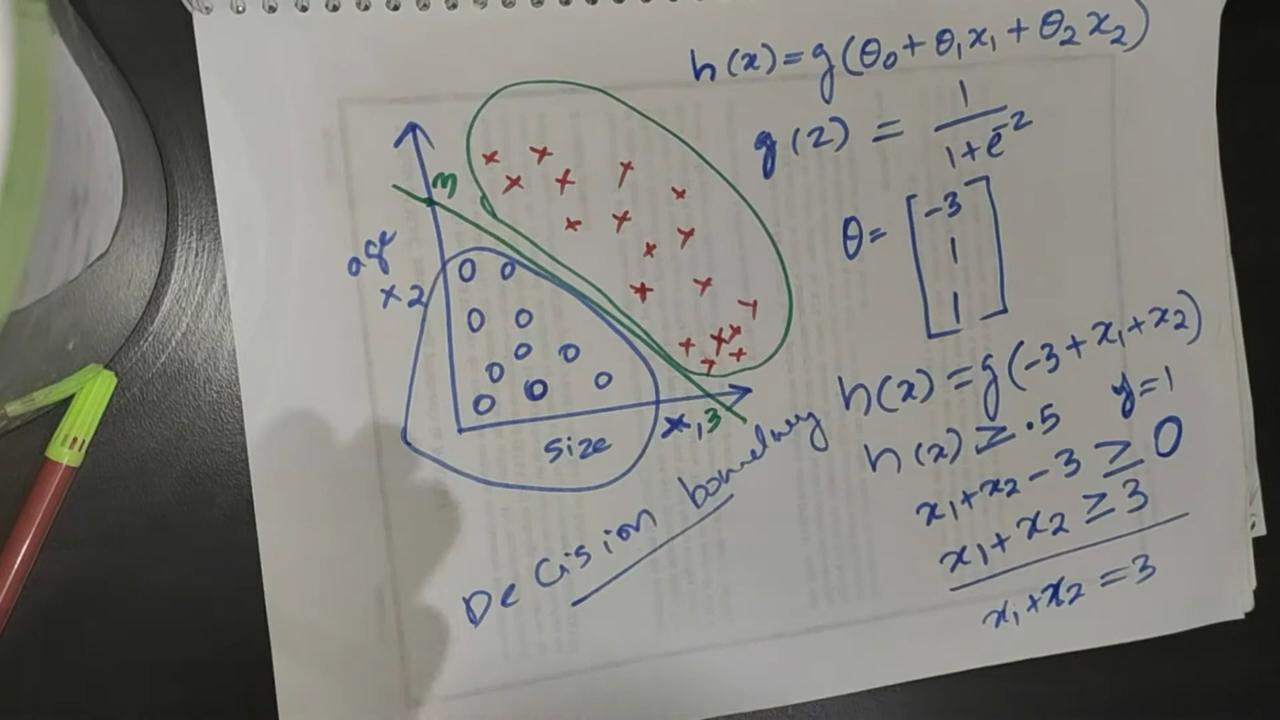 h(x)=g(θ₀+θ₁x₁+θ₂x₂)
g(z) = 1/(1+e^-z)
θ= [-3 1 1]
3
age
x2
size
x1 3
h(x)=g(-3+x₁+x₂)
h(x) ≥ .5 y=1
x₁+x₂-3 ≥ 0
x₁+x₂ ≥ 3
x₁+x₂ =3
Decision boundary